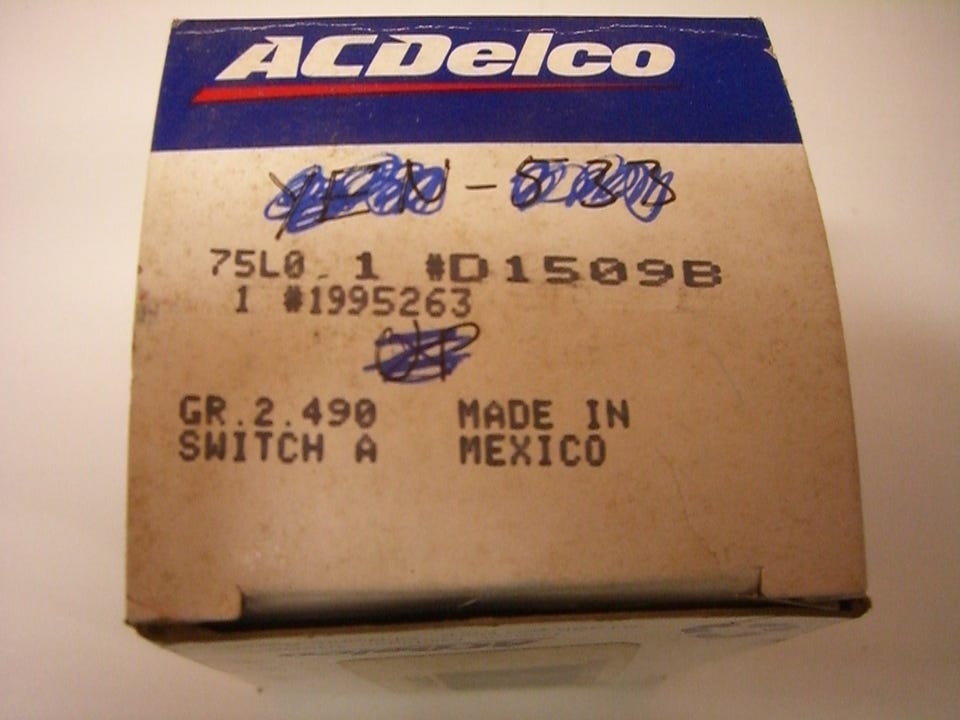 ACDelco
75L0 1 #D1509B
1 #1995263
GR.2.490 MADE IN
SWITCH A MEXICO